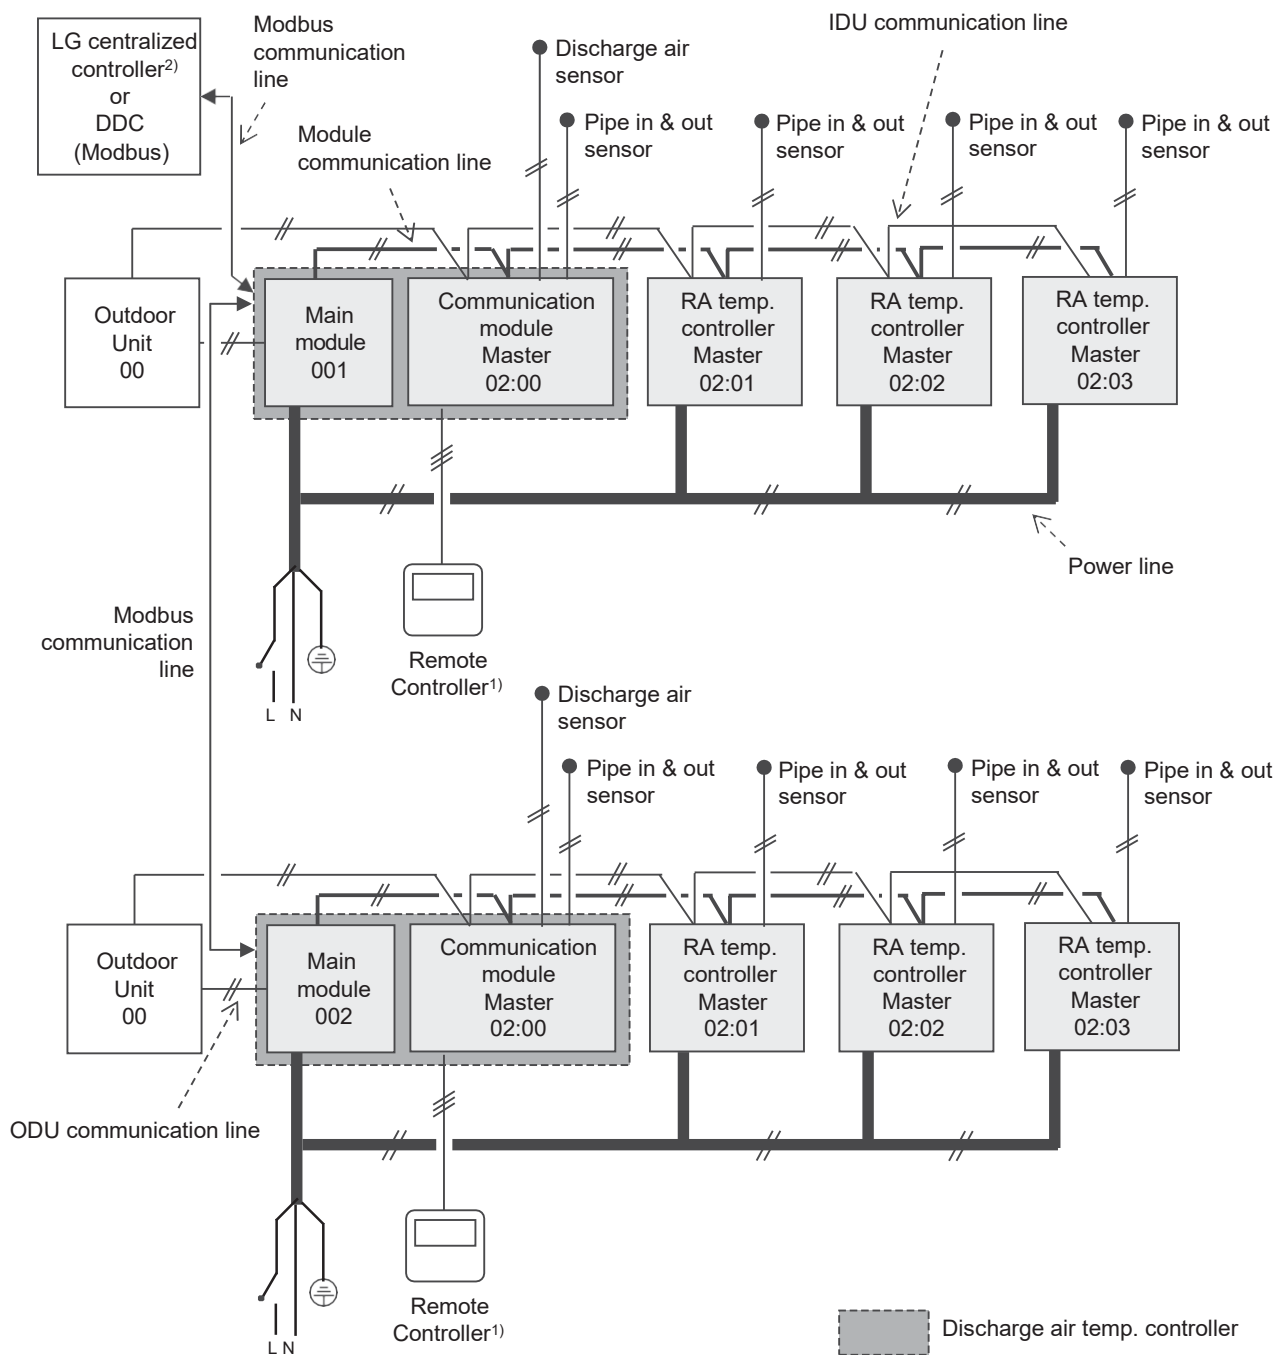 LG centralized
controller2)
or
DDC
(Modbus)
Modbus
communication
line
Module
communication line
Discharge air
sensor
IDU communication line
Pipe in & out
sensor
Pipe in & out
sensor
Pipe in & out
sensor
Pipe in & out
sensor
Outdoor
Unit
00
Main
module
001
Communication
module
Master
02:00
RA temp.
controller
Master
02:01
RA temp.
controller
Master
02:02
RA temp.
controller
Master
02:03
Power line
Modbus
communication
line
L N
Remote
Controller1)
Discharge air
sensor
Pipe in & out
sensor
Pipe in & out
sensor
Pipe in & out
sensor
Pipe in & out
sensor
Outdoor
Unit
00
Main
module
002
Communication
module
Master
02:00
RA temp.
controller
Master
02:01
RA temp.
controller
Master
02:02
RA temp.
controller
Master
02:03
ODU communication line
L N
Remote
Controller1)
Discharge air temp. controller